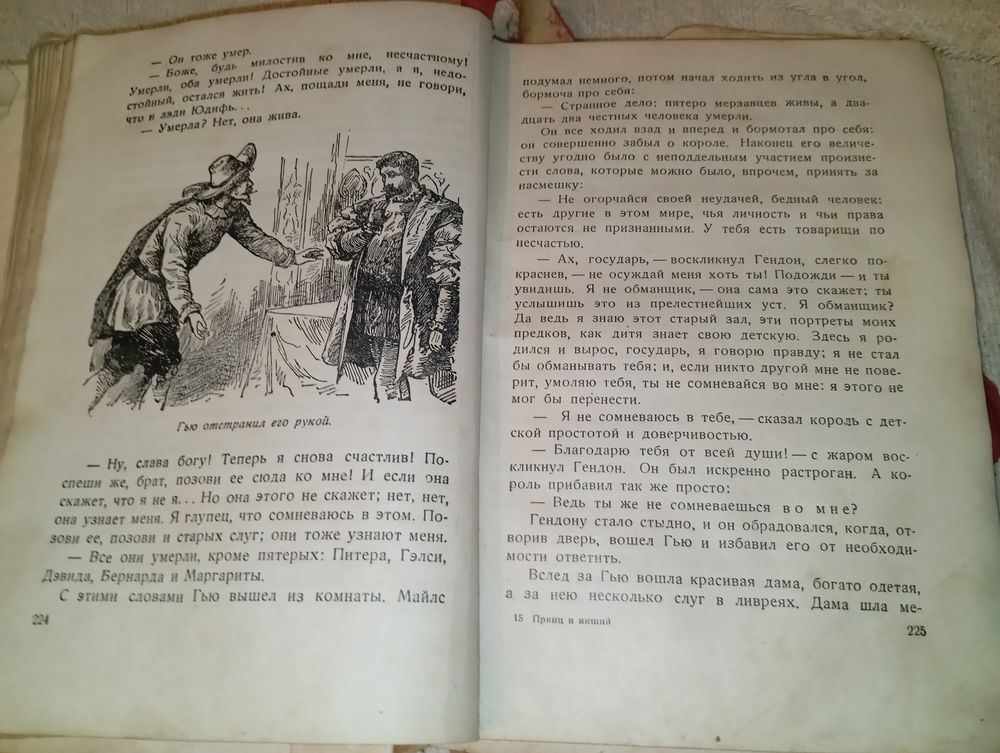 — Он тоже умер.
— Боже, будь милостив ко мне, несчастному!
Умерли, оба умерли! Достойные умерли, а я, недо-
стойный, остался жить! Ах, пощади меня, не говори,
что и лэди Юдифь...
— Умерла? Нет, она жива.
Гью отстранил его рукой.
— Ну, слава богу! Теперь я снова счастлив! По-
спеши же, брат, позови ее сюда ко мне! И если она
скажет, что я не я... Но она этого не скажет; нет, нет,
она узнает меня. Я глупец, что сомневаюсь в этом. По-
зови ее, позови и старых слуг; они тоже узнают меня.
— Все они умерли, кроме пятерых: Питера, Гэлси,
Дэвида, Бернарда и Маргариты.
С этими словами Гью вышел из комнаты. Майлс
224
подумал немного, потом начал ходить из угла в угол,
бормоча про себя:
— Странное дело: пятеро мерзавцев живы, а два-
дцать два честных человека умерли.
Он все ходил взад и вперед и бормотал про себя:
он совершенно забыл о короле. Наконец его величе-
ству угодно было с неподдельным участием произне-
сти слова, которые можно было, впрочем, принять за
насмешку:
— Не огорчайся своей неудачей, бедный человек:
есть другие в этом мире, чья личность и чьи права
остаются не признанными. У тебя есть товарищи по
несчастью.
— Ах, государь, — воскликнул Гендон, слегко по-
краснев, — не осуждай меня хоть ты! Подожди — и ты
увидишь. Я не обманщик, — она сама это скажет; ты
услышишь это из прелестнейших уст. Я обманщик?
Да ведь я знаю этот старый зал, эти портреты моих
предков, как дитя знает свою детскую. Здесь я ро-
дился и вырос, государь, я говорю правду; я не стал
бы обманывать тебя; и, если никто другой мне не пове-
рит, умоляю тебя, ты не сомневайся во мне: я этого не
мог бы перенести.
— Я не сомневаюсь в тебе, — сказал король с дет-
ской простотой и доверчивостью.
— Благодарю тебя от всей души! — с жаром вос-
кликнул Гендон. Он был искренно растроган. А ко-
роль прибавил так же просто:
— Ведь ты же не сомневаешься во мне?
Гендону стало стыдно, и он обрадовался, когда, от-
ворив дверь, вошел Гью и избавил его от необходи-
мости ответить.
Вслед за Гью вошла красивая дама, богато одетая,
а за нею несколько слуг в ливреях. Дама шла ме-
15 Принц и нищий
225